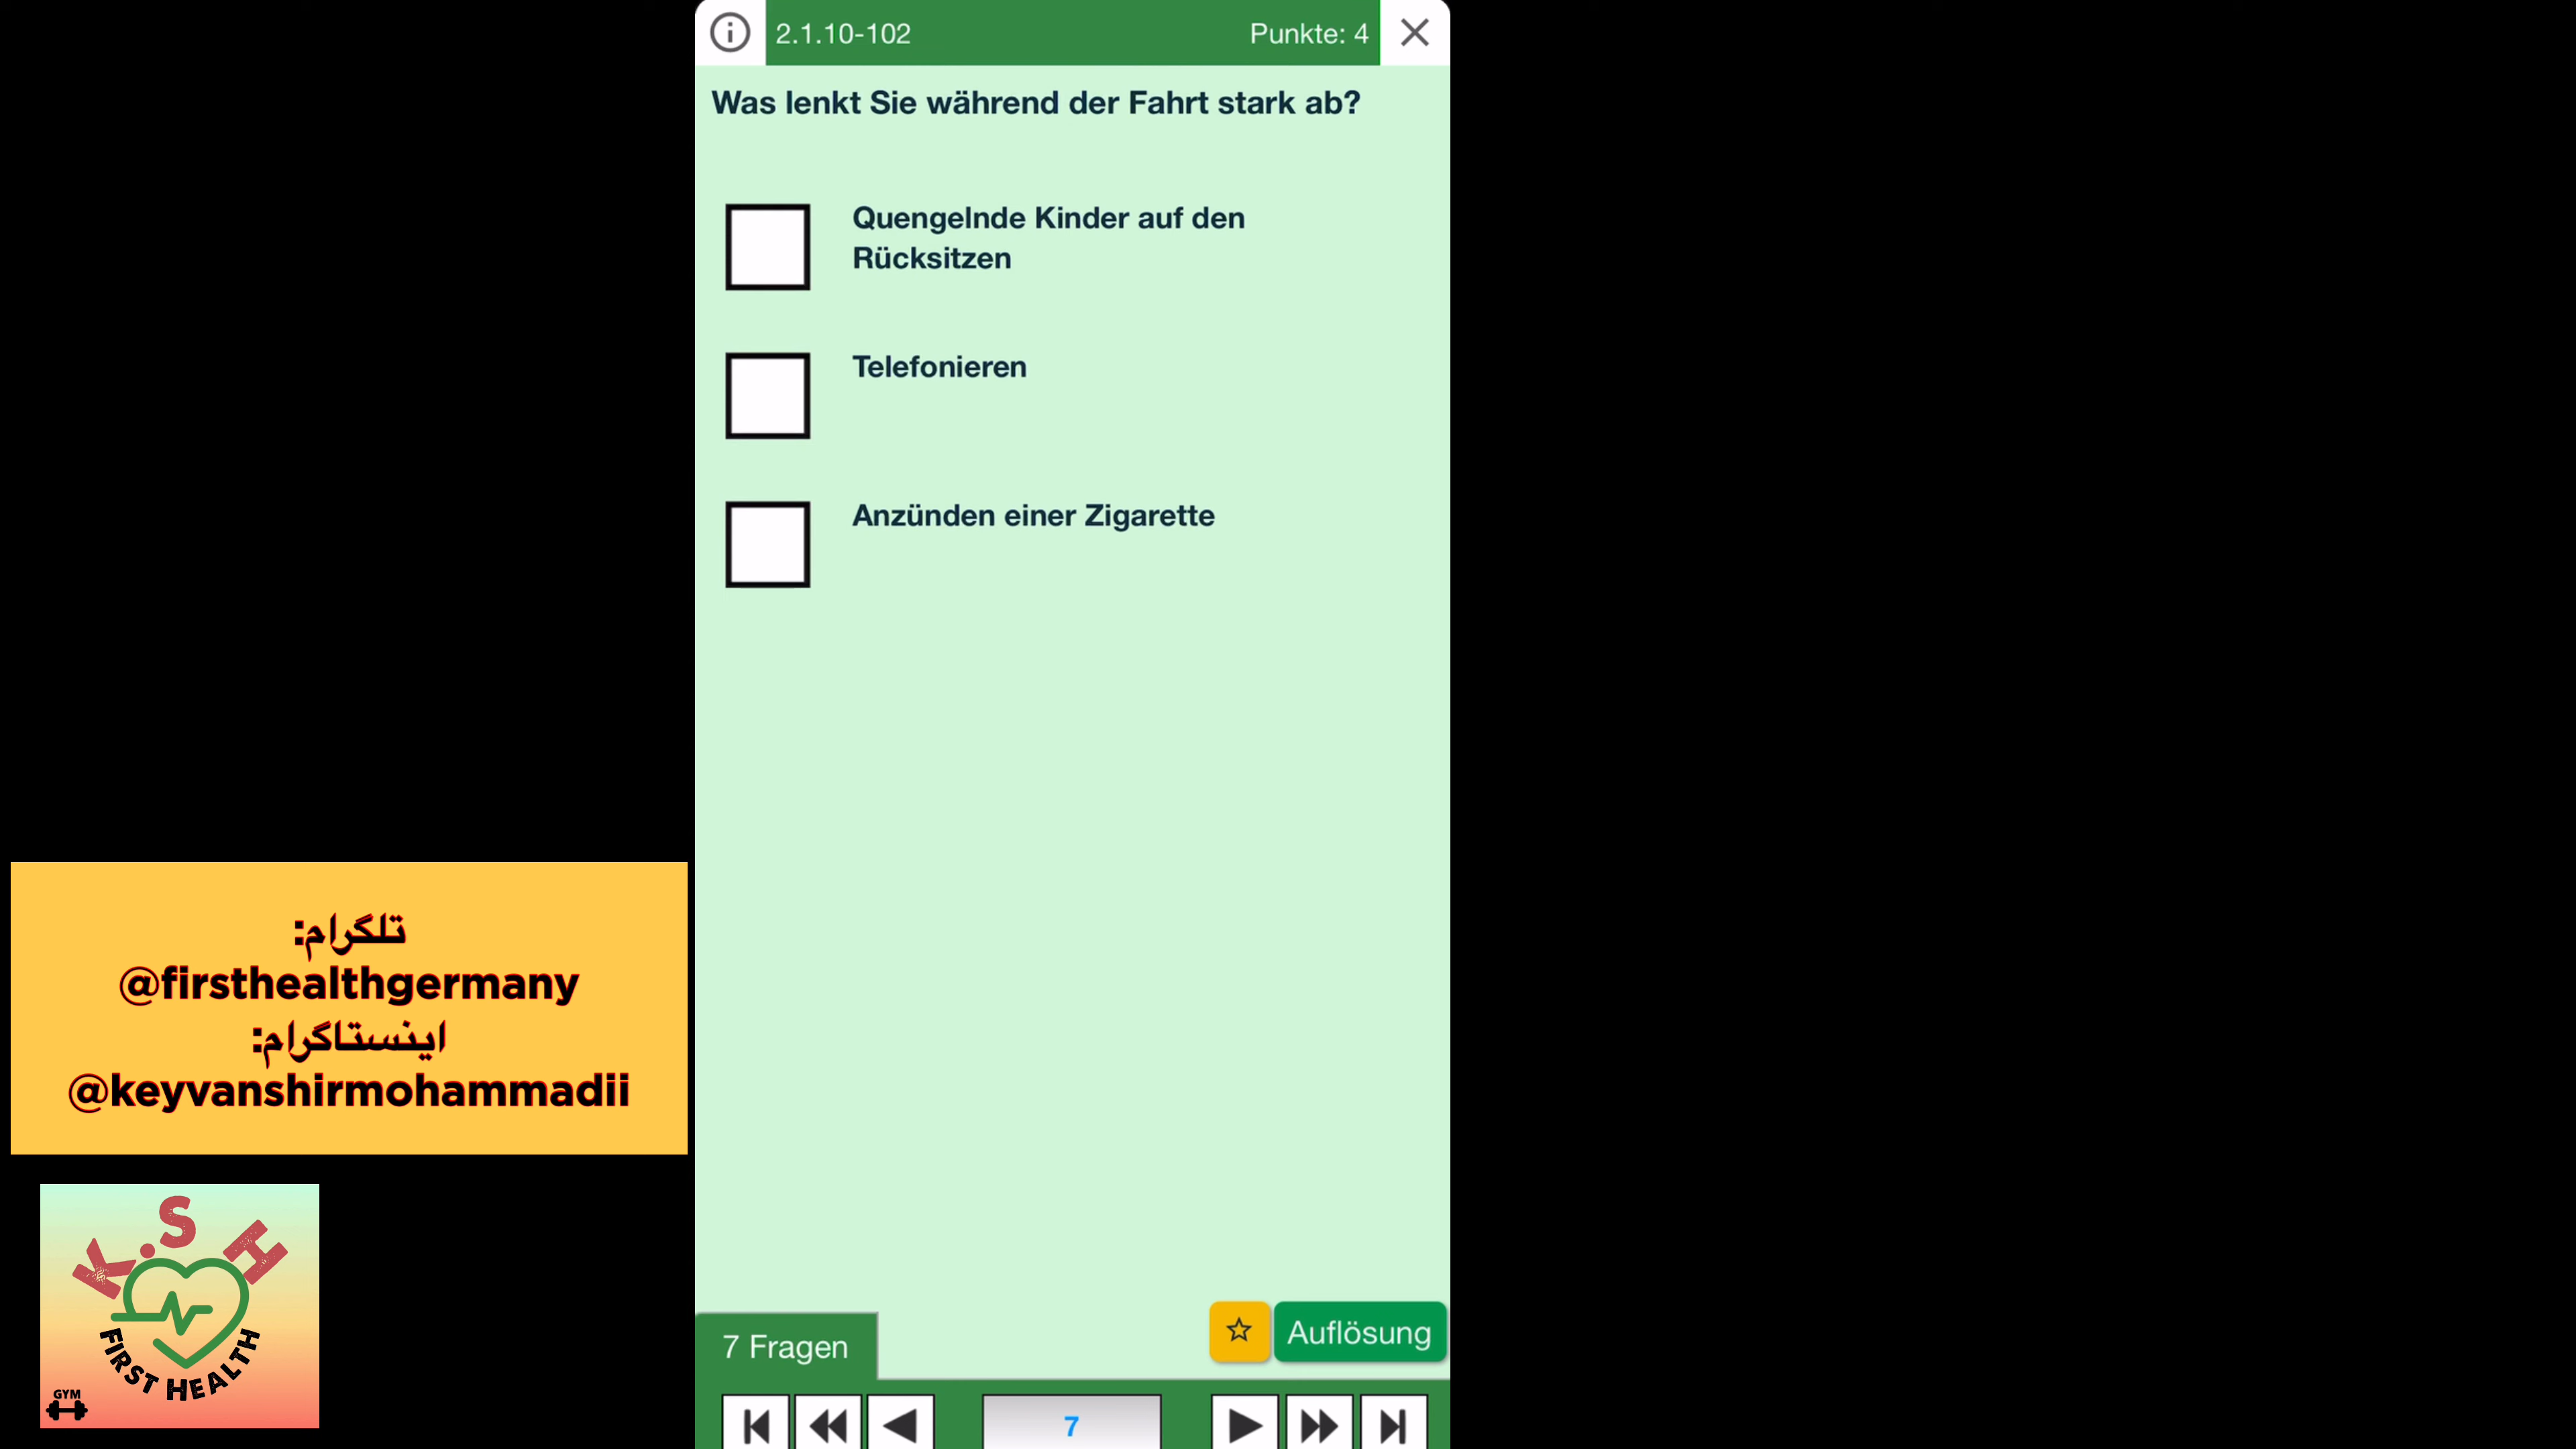 2.1.10-102
Punkte: 4
Was lenkt Sie während der Fahrt stark ab?
Quengelnde Kinder auf den
Rücksitzen
Telefonieren
Anzünden einer Zigarette
تلگرام:
@firsthealthgermany
اینستاگرام:
@keyvanshirmohammadii
K.SH
FIRST HEALTH
GYM
7 Fragen
Auflösung
7